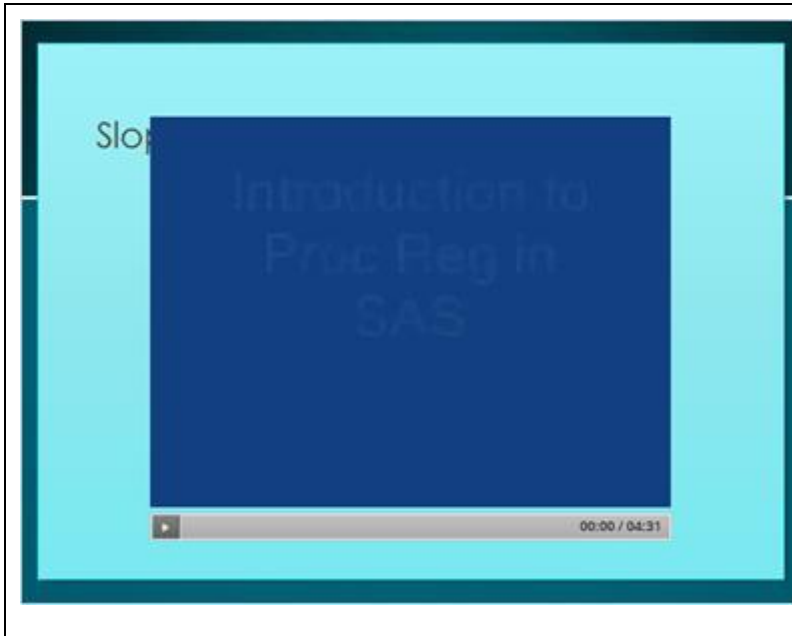 Slop
Introduction to
Proc Reg in
SAS
00:00 / 04:31